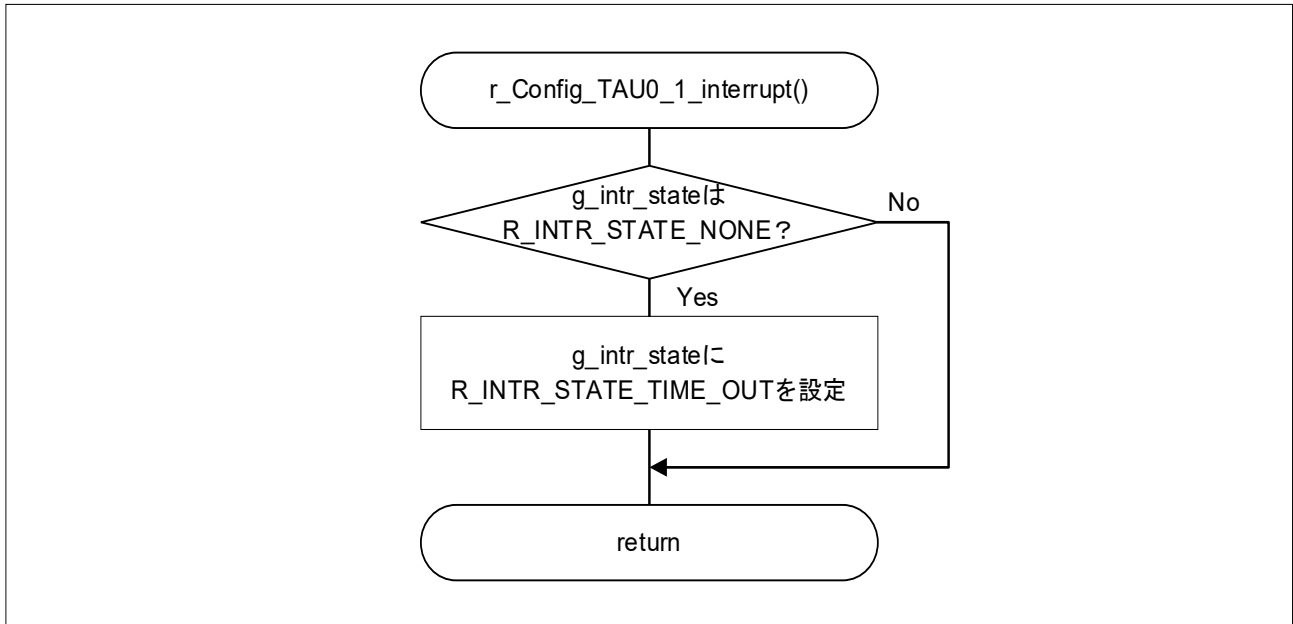 r_Config_TAU0_1_interrupt()
g_intr_stateは
R_INTR_STATE_NONE？
No
Yes
g_intr_stateに
R_INTR_STATE_TIME_OUTを設定
return